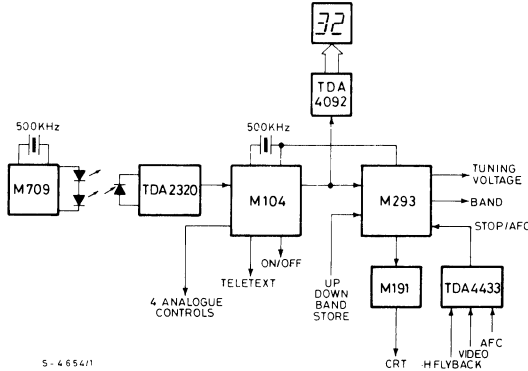 32
TDA
4092
500KHz
500KHz
M709
TDA2320
M104
M293
TUNING
VOLTAGE
BAND
STOP/AFC
ON/OFF
TELETEXT
4 ANALOGUE
CONTROLS
UP
DOWN
BAND
STORE
M191
TDA4433
AFC
VIDEO
HFLYBACK
CRT
S-4654/1